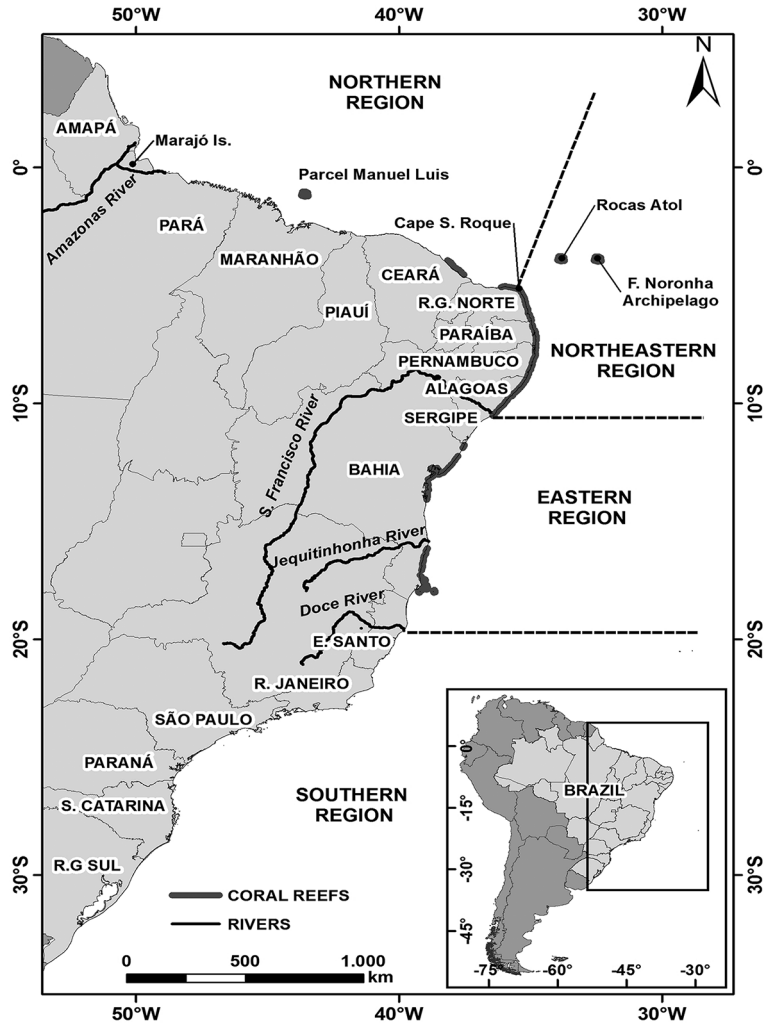 50°W 40°W 30°W
N
NORTHERN
REGION
AMAPÁ
Marajó Is.
0° 0°
Parcel Manuel Luis
Amazonas River
Rocas Atol
PARÁ
Cape S. Roque
MARANHÃO
CEARÁ
F. Noronha
Archipelago
R.G. NORTE
PIAUÍ
PARAÍBA
NORTHEASTERN
REGION
PERNAMBUCO
ALAGOAS
10°S 10°S
SERGIPE
S. Francisco River
BAHIA
EASTERN
REGION
Jequitinhonha River
Doce River
20°S 20°S
E. SANTO
R. JANEIRO
SÃO PAULO
PARANÁ
SOUTHERN
REGION
S. CATARINA
R.G SUL
30°S 30°S
CORAL REEFS
RIVERS
0 500 1.000
km
50°W 40°W 30°W
0°
BRAZIL
-15°
-30°
-45°
-75° -60° -45° -30°